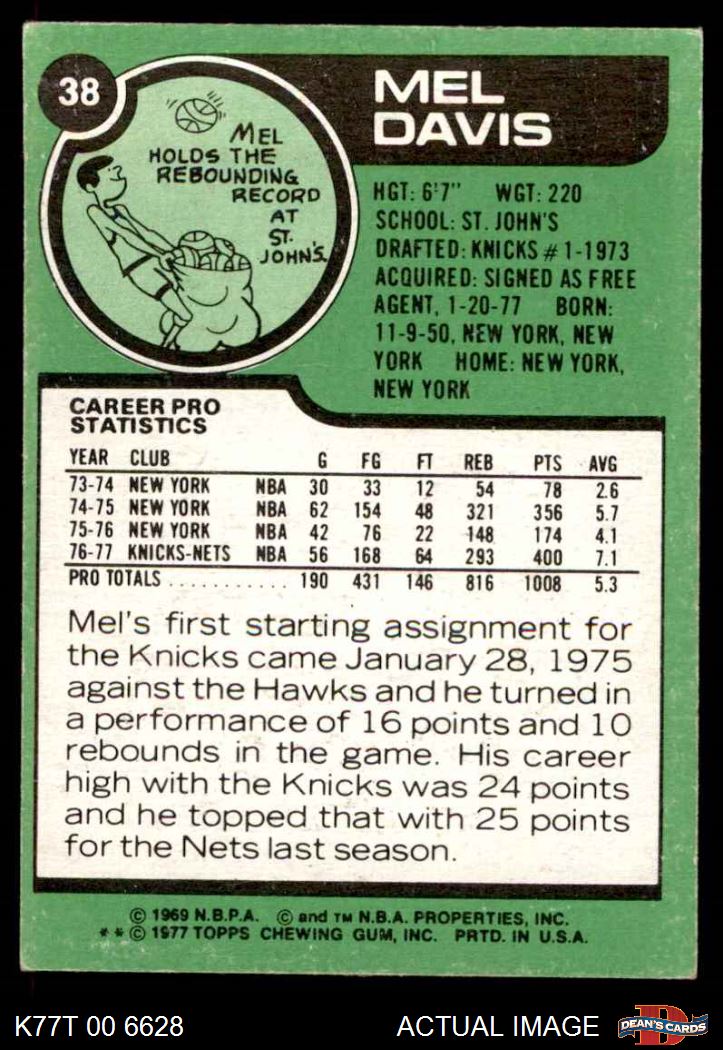 38
MEL
DAVIS
MEL
HOLDS THE
REBOUNDING
RECORD
AT
ST.
JOHN'S.
HGT: 6'7" WGT: 220
SCHOOL: ST. JOHN'S
DRAFTED: KNICKS #1-1973
ACQUIRED: SIGNED AS FREE
AGENT, 1-20-77 BORN:
11-9-50, NEW YORK, NEW
YORK HOME: NEW YORK,
NEW YORK
CAREER PRO
STATISTICS
YEAR CLUB G FG FT REB PTS AVG
73-74 NEW YORK NBA 30 33 12 54 78 2.6
74-75 NEW YORK NBA 62 154 48 321 356 5.7
75-76 NEW YORK NBA 42 76 22 148 174 4.1
76-77 KNICKS-NETS NBA 56 168 64 293 400 7.1
PRO TOTALS........... 190 431 146 816 1008 5.3
Mel's first starting assignment for
the Knicks came January 28, 1975
against the Hawks and he turned in
a performance of 16 points and 10
rebounds in the game. His career
high with the Knicks was 24 points
and he topped that with 25 points
for the Nets last season.
© 1969 N.B.P.A. © and TM N.B.A. PROPERTIES, INC.
**© 1977 TOPPS CHEWING GUM, INC. PRTD. IN U.S.A.
K77T 00 6628 ACTUAL IMAGE
D
DEAN'S CARDS